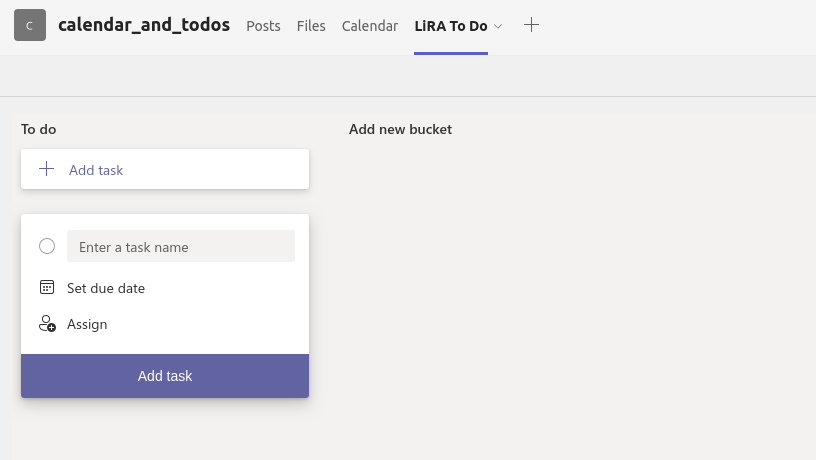 C calendar_and_todos Posts Files Calendar LiRA To Do
To do Add new bucket
Add task
Enter a task name
Set due date
Assign
Add task